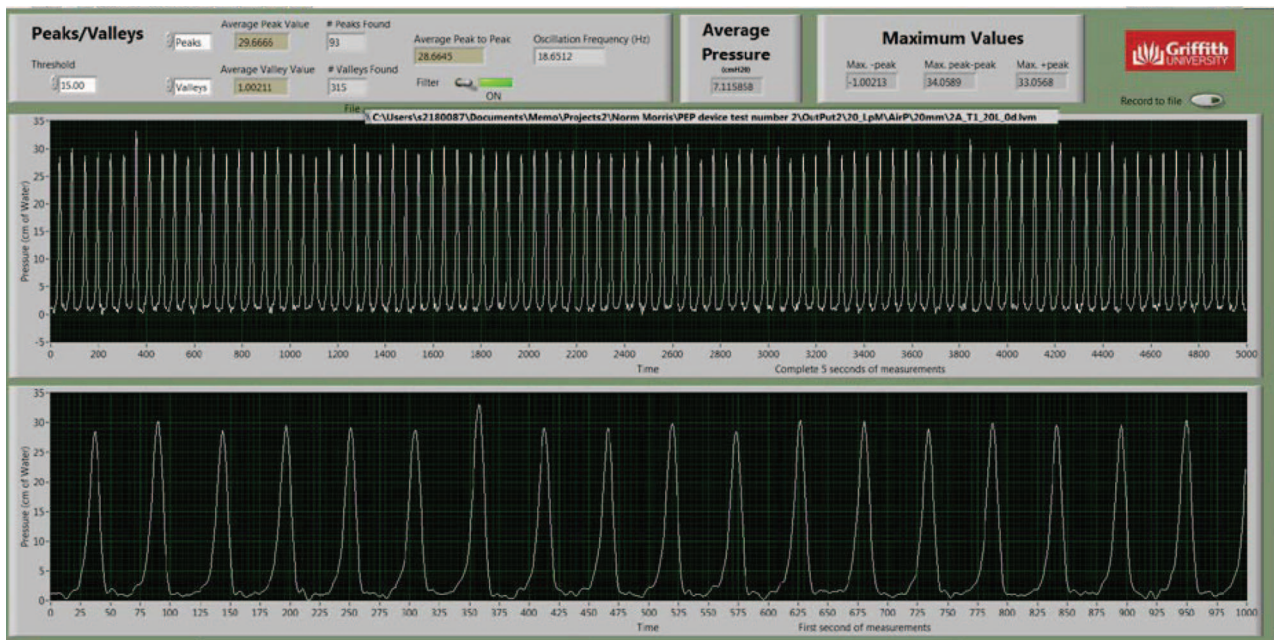 Peaks/Valleys
Average Peak Value
# Peaks Found
Peaks
29.6666
93
Average Peak to Peak
Oscillation Frequency (Hz)
28.6645
18.6512
Threshold
15.00
Average Valley Value
# Valleys Found
Valleys
1.00211
315
Filter
ON
Average
Pressure
(cmH20)
7.115858
Maximum Values
Max. -peak
Max. peak-peak
Max. +peak
-1.00213
34.0589
33.0568
Griffith
UNIVERSITY
Record to file
File
C:\Users\s2180087\Documents\Memo\Projects2\Norm Morris\PEP device test number 2\OutPut2\20_LpM\AirP\20mm\2A_T1_20L_0d.lvm
Pressure (cm of Water)
35
30
25
20
15
10
5
0
-5
0 200 400 600 800 1000 1200 1400 1600 1800 2000 2200 2400 2600 2800 3000 3200 3400 3600 3800 4000 4200 4400 4600 4800 5000
Time
Complete 5 seconds of measurements
Pressure (cm of Water)
35
30
25
20
15
10
5
0
0 25 50 75 100 125 150 175 200 225 250 275 300 325 350 375 400 425 450 475 500 525 550 575 600 625 650 675 700 725 750 775 800 825 850 875 900 925 950 975 1000
Time
First second of measurements